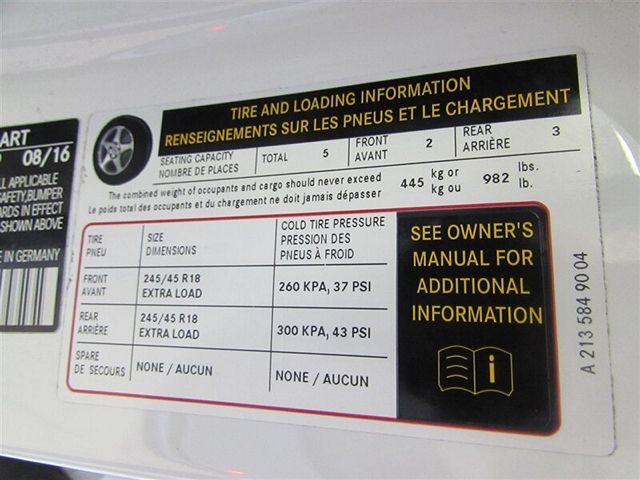 ART
08/16
LL APPLICABLE
SAFETY, BUMPER
ARDS IN EFFECT
SHOWN ABOVE
IN GERMANY
TIRE AND LOADING INFORMATION
RENSEIGNEMENTS SUR LES PNEUS ET LE CHARGEMENT
SEATING CAPACITY
NOMBRE DE PLACES
TOTAL 5
FRONT
AVANT
2
REAR
ARRIÈRE
3
The combined weight of occupants and cargo should never exceed
Le poids total des occupants et du chargement ne doit jamais dépasser
445 kg or
kg ou
982 lbs.
lb.
TIRE
PNEU
SIZE
DIMENSIONS
COLD TIRE PRESSURE
PRESSION DES
PNEUS À FROID
FRONT
AVANT
245/45 R18
EXTRA LOAD
260 KPA, 37 PSI
REAR
ARRIÈRE
245/45 R18
EXTRA LOAD
300 KPA, 43 PSI
SPARE
DE SECOURS
NONE / AUCUN
NONE / AUCUN
SEE OWNER'S
MANUAL FOR
ADDITIONAL
INFORMATION
i
A 213 584 90 04